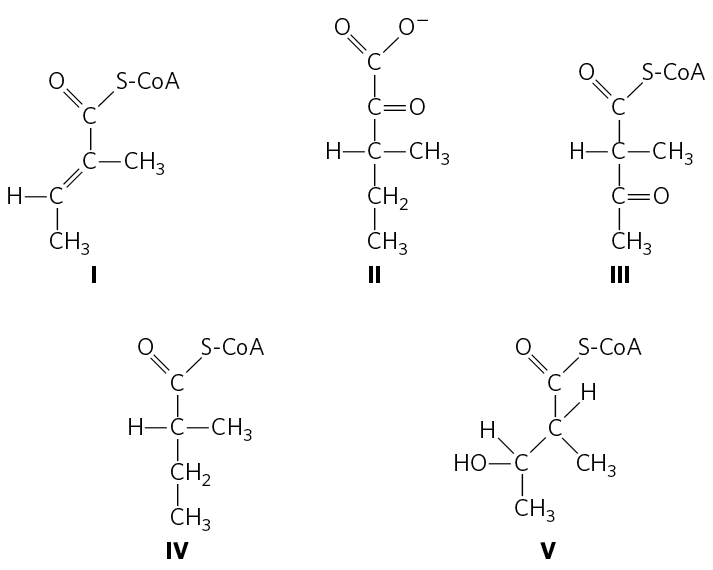 O S-CoA
C
C CH₃
H C
CH₃
I
O O⁻
C
C=O
H—C—CH₃
CH₂
CH₃
II
O S-CoA
C
H—C—CH₃
C=O
CH₃
III
O S-CoA
C
H—C—CH₃
CH₂
CH₃
IV
O S-CoA
C
H
H C
HO—C CH₃
CH₃
V